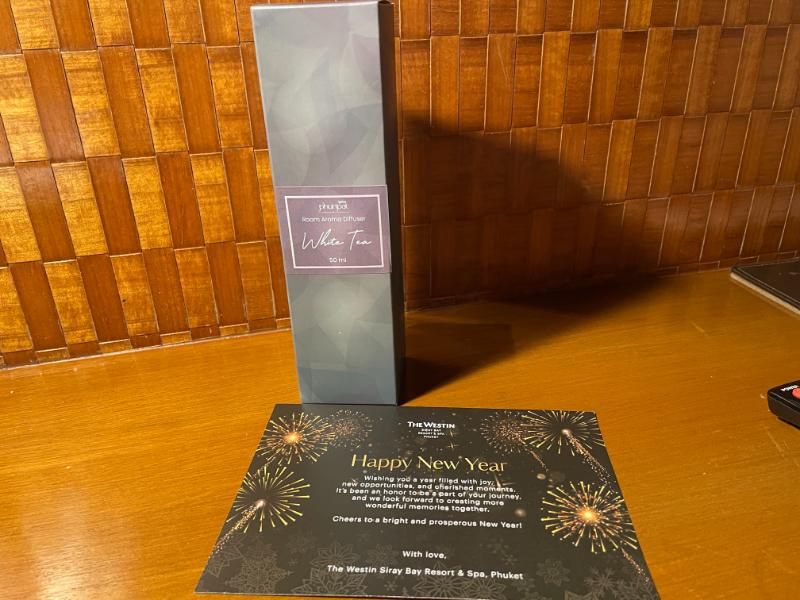 phunpat
Room Aroma Diffuser
White Tea
50 ml
THE WESTIN
SIRAY BAY
RESORT & SPA
PHUKET
Happy New Year
Wishing you a year filled with joy,
new opportunities, and cherished moments.
It's been an honor to be a part of your journey,
and we look forward to creating more
wonderful memories together.
Cheers to a bright and prosperous New Year!
With love,
The Westin Siray Bay Resort & Spa, Phuket